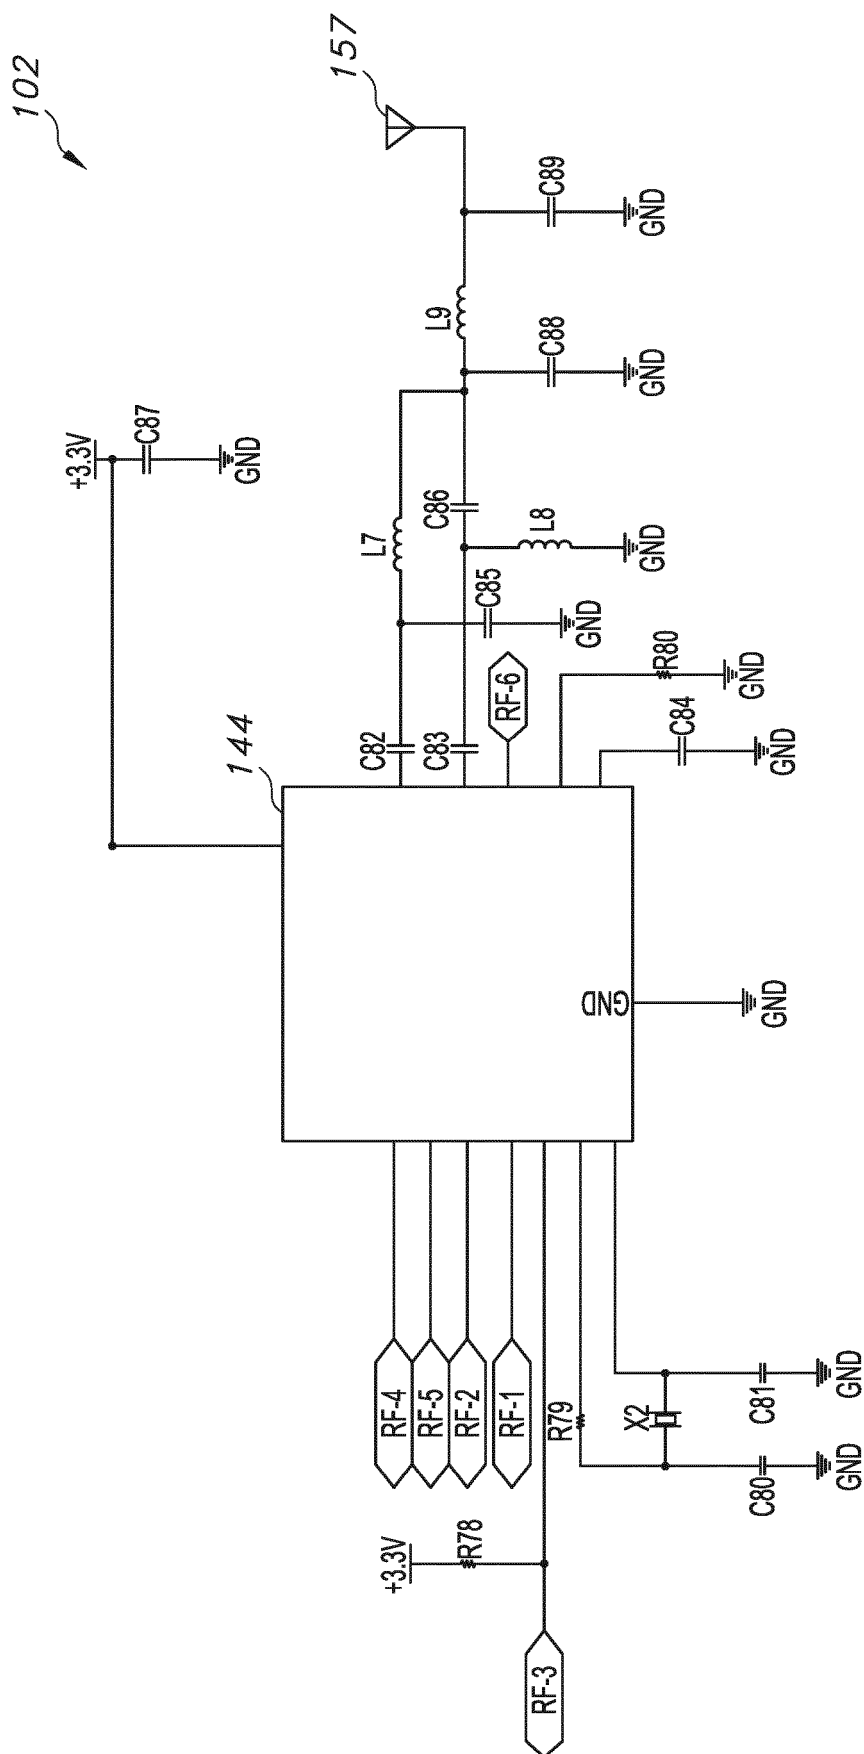 102
157
144
+3.3V
C87
GND
C89
GND
L9
C88
GND
L7
C86
L8
GND
C85
GND
C82
C83
RF-6
R80
GND
C84
GND
GND
GND
RF-4
RF-5
RF-2
RF-1
R79
X2
C81
GND
C80
GND
+3.3V
R78
RF-3